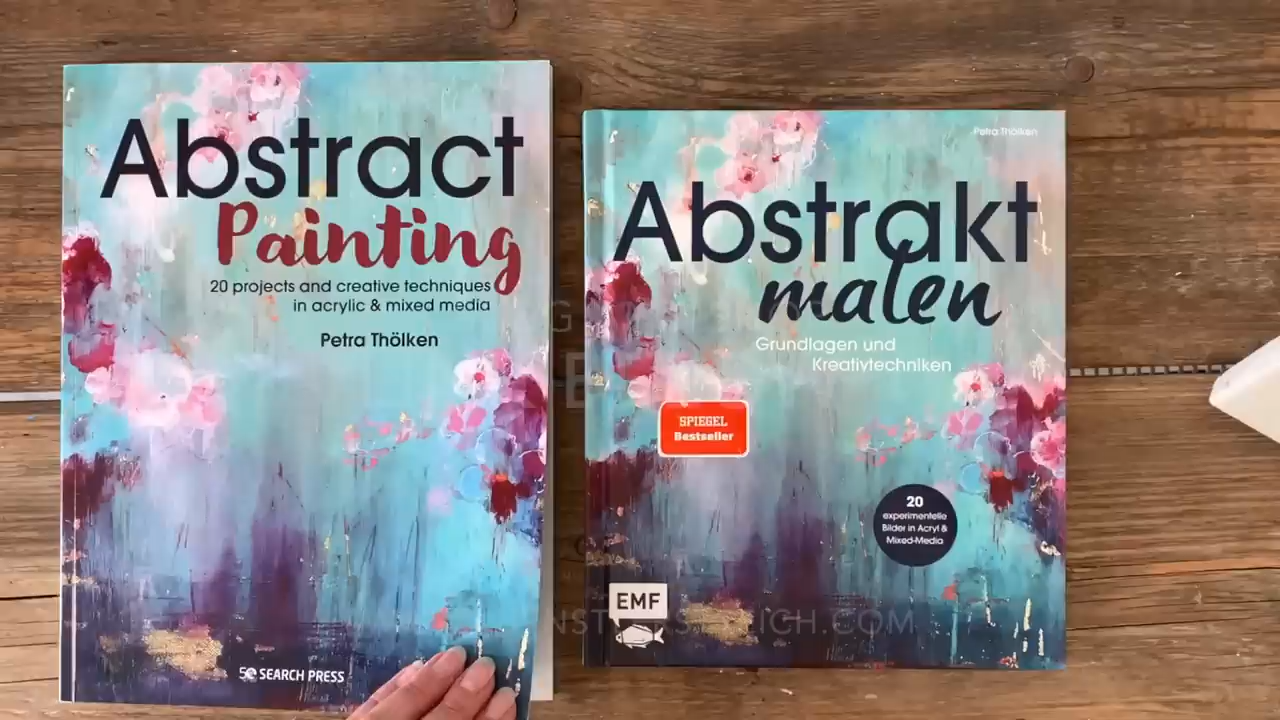 Abstract
Painting
20 projects and creative techniques
in acrylic & mixed media
Petra Thölken
50 SEARCH PRESS
Petra Thölken
Abstrakt
malen
Grundlagen und
Kreativtechniken
SPIEGEL
Bestseller
20
experimentelle
Bilder in Acryl &
Mixed-Media
EMF